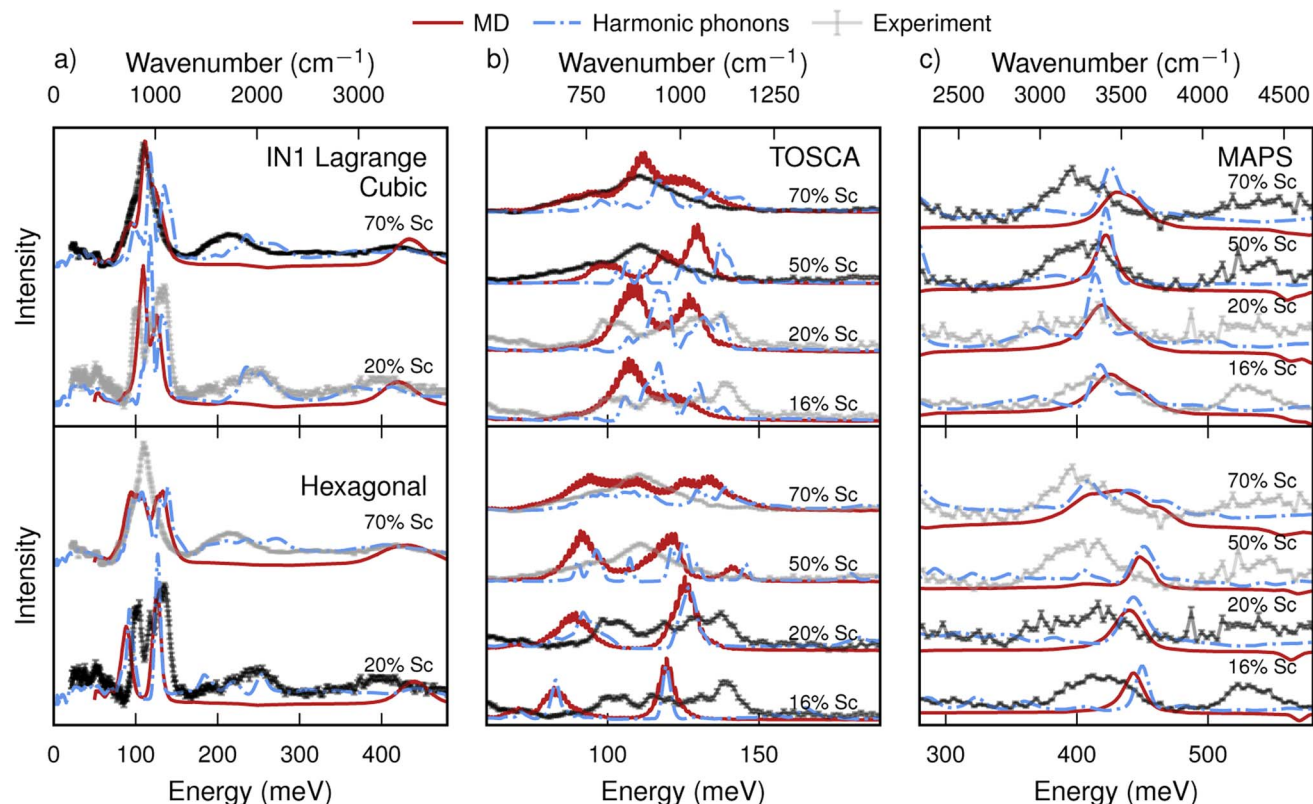 MD Harmonic phonons Experiment
a) Wavenumber (cm⁻¹)
0 1000 2000 3000
IN1 Lagrange
Cubic
70% Sc
20% Sc
Intensity
Hexagonal
70% Sc
20% Sc
Intensity
0 100 200 300 400
Energy (meV)
b) Wavenumber (cm⁻¹)
750 1000 1250
TOSCA
70% Sc
50% Sc
20% Sc
16% Sc
70% Sc
50% Sc
20% Sc
16% Sc
100 150
Energy (meV)
c) Wavenumber (cm⁻¹)
2500 3000 3500 4000 4500
MAPS
70% Sc
50% Sc
20% Sc
16% Sc
70% Sc
50% Sc
20% Sc
16% Sc
300 400 500
Energy (meV)